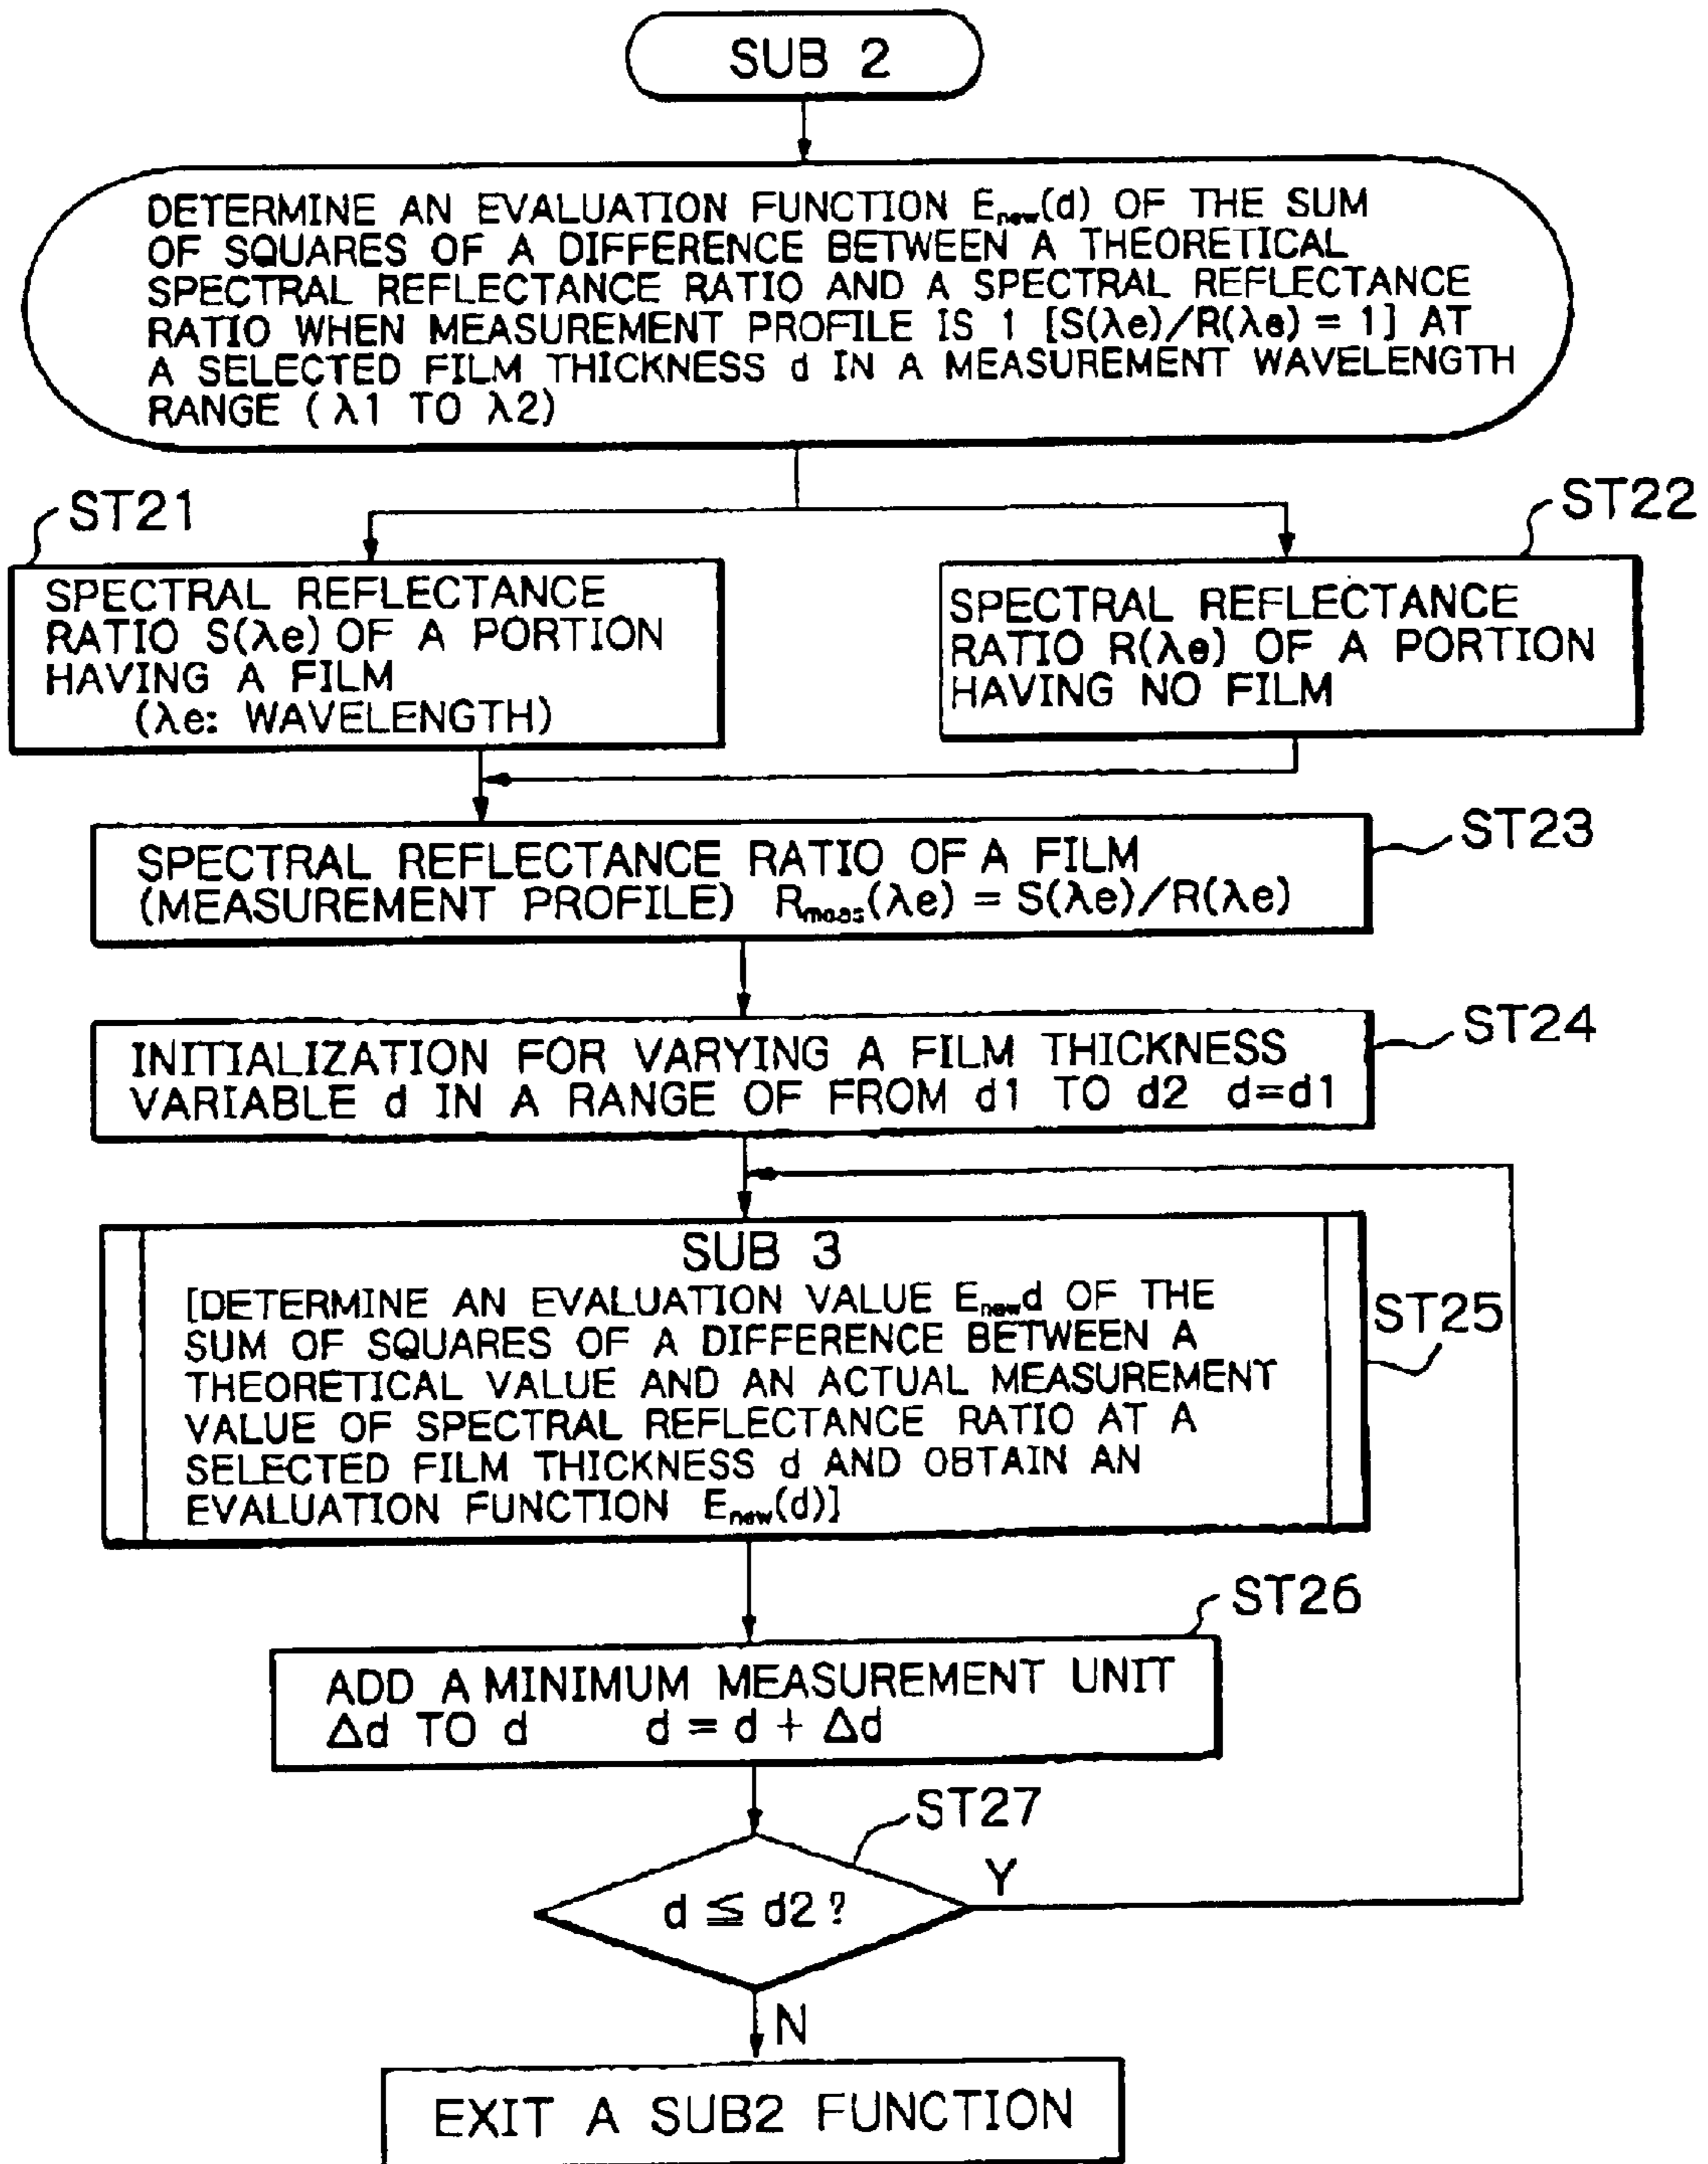 SUB 2
DETERMINE AN EVALUATION FUNCTION Enew(d) OF THE SUM
OF SQUARES OF A DIFFERENCE BETWEEN A THEORETICAL
SPECTRAL REFLECTANCE RATIO AND A SPECTRAL REFLECTANCE
RATIO WHEN MEASUREMENT PROFILE IS 1 [S(λe)/R(λe) = 1] AT
A SELECTED FILM THICKNESS d IN A MEASUREMENT WAVELENGTH
RANGE (λ1 TO λ2)
ST21
SPECTRAL REFLECTANCE
RATIO S(λe) OF A PORTION
HAVING A FILM
(λe: WAVELENGTH)
ST22
SPECTRAL REFLECTANCE
RATIO R(λe) OF A PORTION
HAVING NO FILM
ST23
SPECTRAL REFLECTANCE RATIO OF A FILM
(MEASUREMENT PROFILE) Rmeas(λe) = S(λe)/R(λe)
ST24
INITIALIZATION FOR VARYING A FILM THICKNESS
VARIABLE d IN A RANGE OF FROM d1 TO d2 d=d1
SUB 3
[DETERMINE AN EVALUATION VALUE Enewd OF THE
SUM OF SQUARES OF A DIFFERENCE BETWEEN A
THEORETICAL VALUE AND AN ACTUAL MEASUREMENT
VALUE OF SPECTRAL REFLECTANCE RATIO AT A
SELECTED FILM THICKNESS d AND OBTAIN AN
EVALUATION FUNCTION Enew(d)]
ST25
ST26
ADD A MINIMUM MEASUREMENT UNIT
Δd TO d d = d + Δd
ST27
d ≦ d2?
Y
N
EXIT A SUB2 FUNCTION